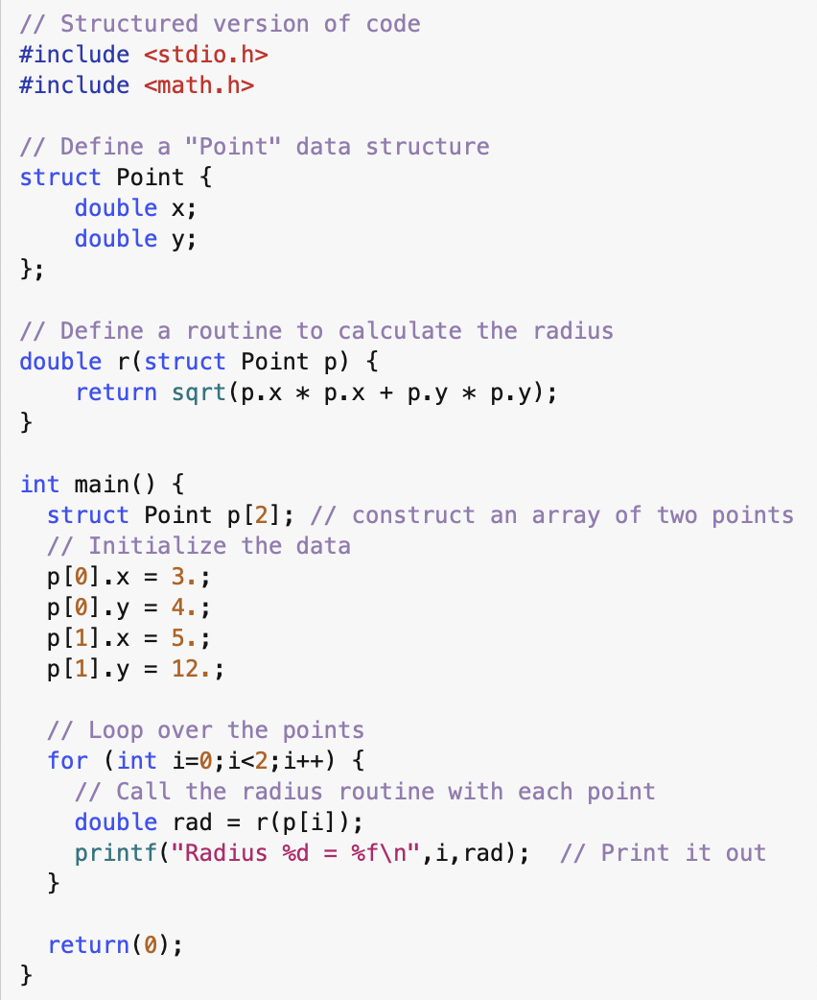 // Structured version of code
#include <stdio.h>
#include <math.h>

// Define a "Point" data structure
struct Point {
    double x;
    double y;
};

// Define a routine to calculate the radius
double r(struct Point p) {
    return sqrt(p.x * p.x + p.y * p.y);
}

int main() {
  struct Point p[2]; // construct an array of two points
  // Initialize the data
  p[0].x = 3.;
  p[0].y = 4.;
  p[1].x = 5.;
  p[1].y = 12.;

  // Loop over the points
  for (int i=0;i<2;i++) {
    // Call the radius routine with each point
    double rad = r(p[i]);
    printf("Radius %d = %f\n",i,rad);  // Print it out
  }

  return(0);
}